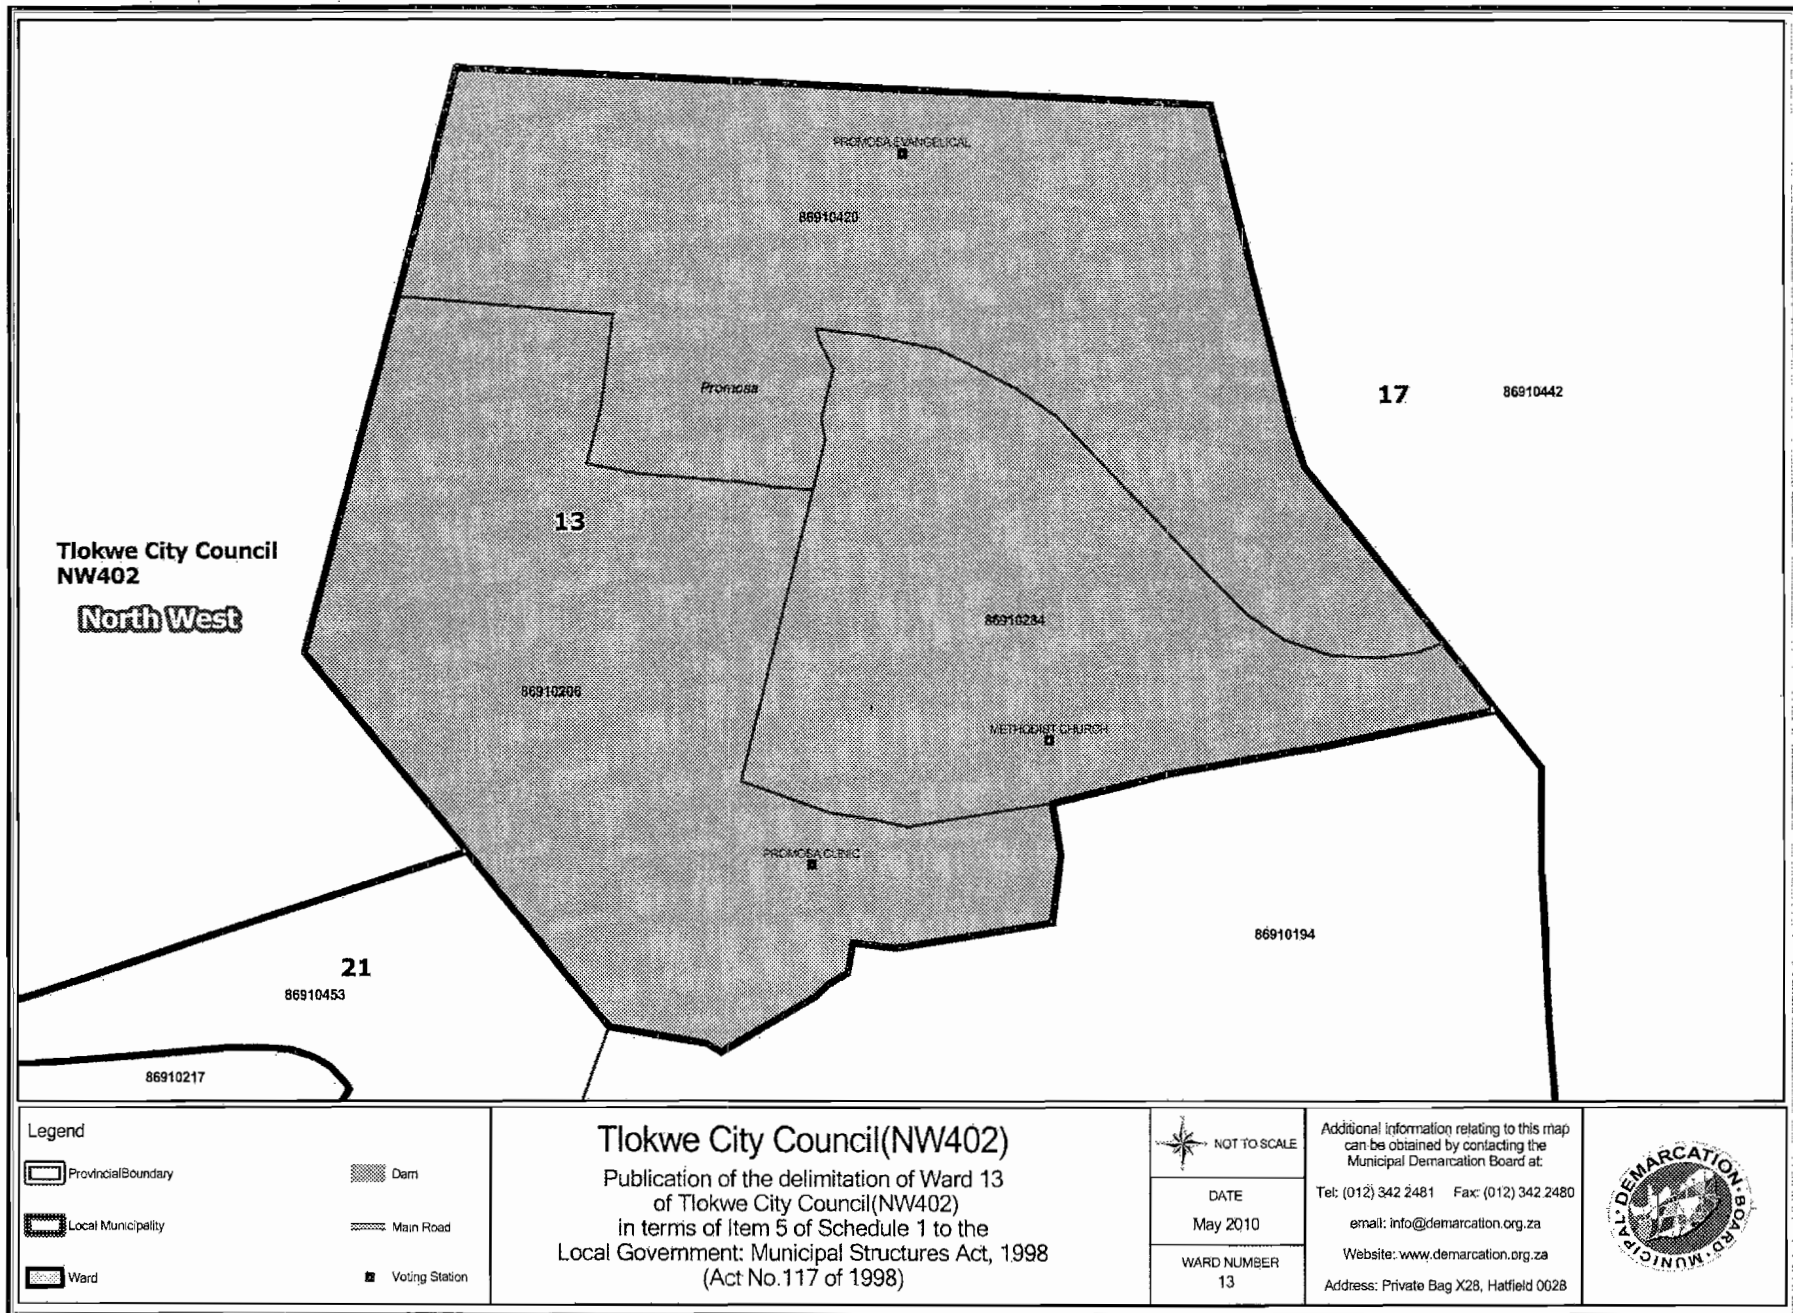 PROMOSA EVANGELICAL
86910420
Promosa
17
86910442
13
Tlokwe City Council
NW402
North West
86910284
86910206
METHODIST CHURCH
PROMOSA CLINIC
86910194
21
86910453
86910217
Legend
ProvincialBoundary
Dam
Local Municipality
Main Road
Ward
Voting Station
Tlokwe City Council(NW402)
Publication of the delimitation of Ward 13
of Tlokwe City Council(NW402)
in terms of Item 5 of Schedule 1 to the
Local Government: Municipal Structures Act, 1998
(Act No.117 of 1998)
NOT TO SCALE
DATE
May 2010
WARD NUMBER
13
Additional information relating to this map
can be obtained by contacting the
Municipal Demarcation Board at:
Tel: (012) 342 2481 Fax: (012) 342 2480
email: info@demarcation.org.za
Website: www.demarcation.org.za
Address: Private Bag X28, Hatfield 0028
MUNICIPAL · DEMARCATION · BOARD ·